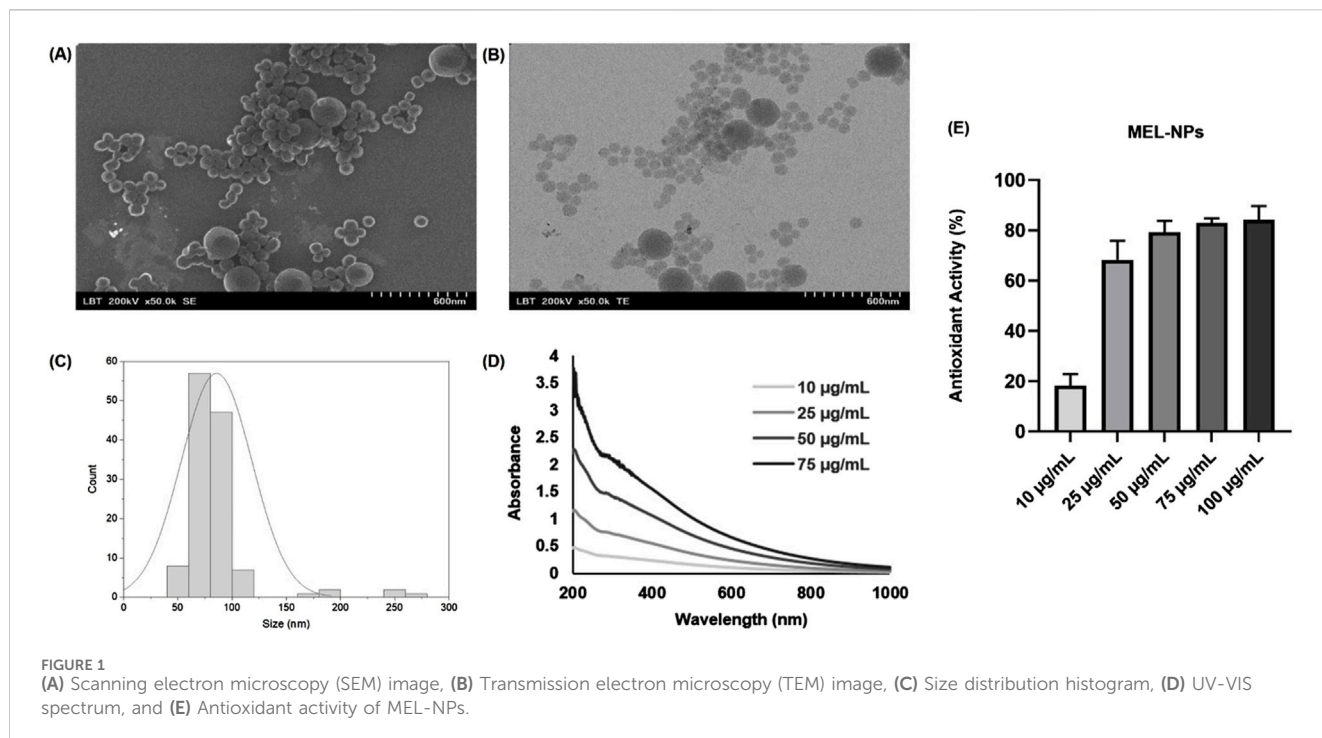 (A)
LBT 200kV x50.0k SE
600nm
(B)
LBT 200kV x50.0k TE
600nm
(C)
60
50
40
30
20
10
0
Count
0 50 100 150 200 250 300
Size (nm)
(D)
4
3.5
3
2.5
2
1.5
1
0.5
0
Absorbance
200 400 600 800 1000
Wavelength (nm)
10 µg/mL
25 µg/mL
50 µg/mL
75 µg/mL
(E)
MEL-NPs
100
80
60
40
20
0
Antioxidant Activity (%)
10 µg/mL
25 µg/mL
50 µg/mL
75 µg/mL
100 µg/mL
FIGURE 1
(A) Scanning electron microscopy (SEM) image, (B) Transmission electron microscopy (TEM) image, (C) Size distribution histogram, (D) UV-VIS
spectrum, and (E) Antioxidant activity of MEL-NPs.